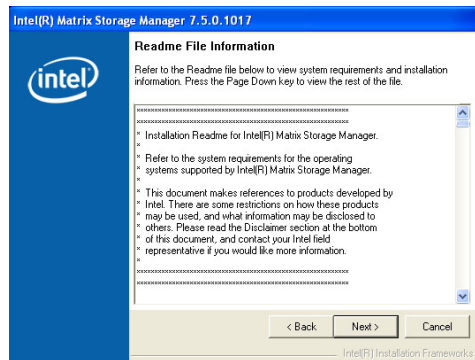 Intel(R) Matrix Storage Manager 7.5.0.1017
Readme File Information
Refer to the Readme file below to view system requirements and installation
information. Press the Page Down key to view the rest of the file.
intel
************************************************************
************************************************************
* Installation Readme for Intel(R) Matrix Storage Manager.
*
* Refer to the system requirements for the operating
* systems supported by Intel(R) Matrix Storage Manager.
*
* This document makes references to products developed by
* Intel. There are some restrictions on how these products
* may be used, and what information may be disclosed to
* others. Please read the Disclaimer section at the bottom
* of this document, and contact your Intel field
* representative if you would like more information.
*
************************************************************
************************************************************
< Back Next > Cancel
Intel(R) Installation Frameworks